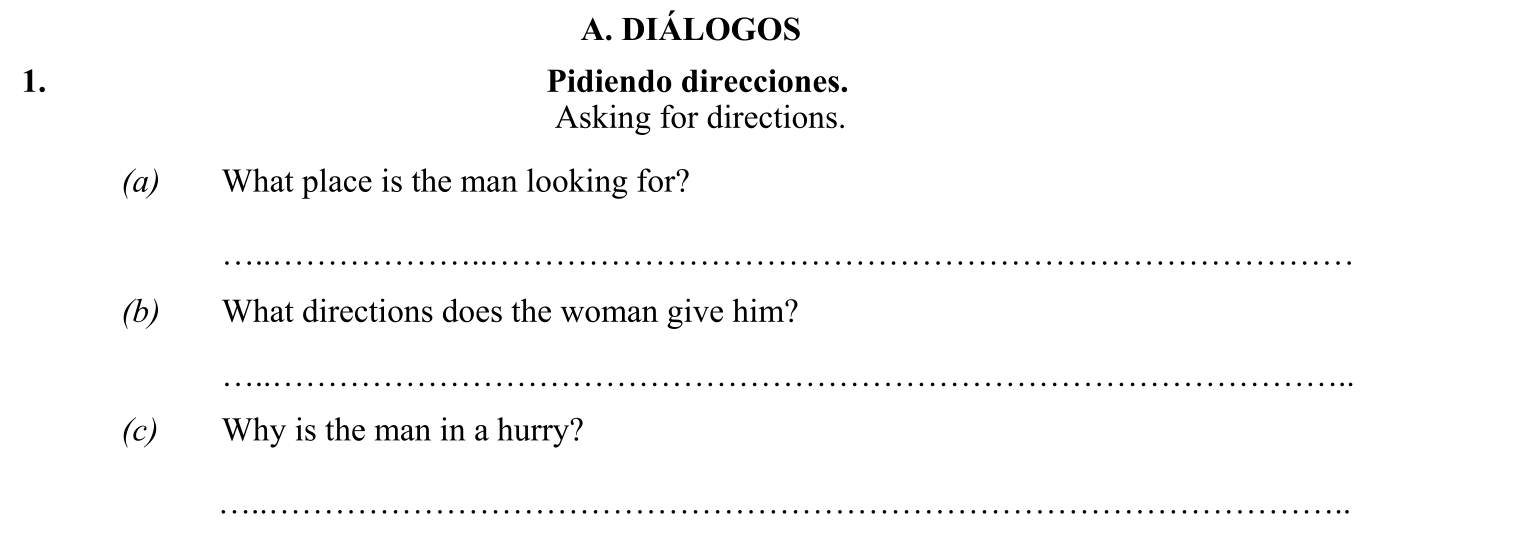 A. DIÁLOGOS
1. Pidiendo direcciones.
Asking for directions.
(a) What place is the man looking for?
…..…………………..……………………………………………………………………………
(b) What directions does the woman give him?
…..………………………………………………………………………………………………..
(c) Why is the man in a hurry?
…..………………………………………………………………………………………………..